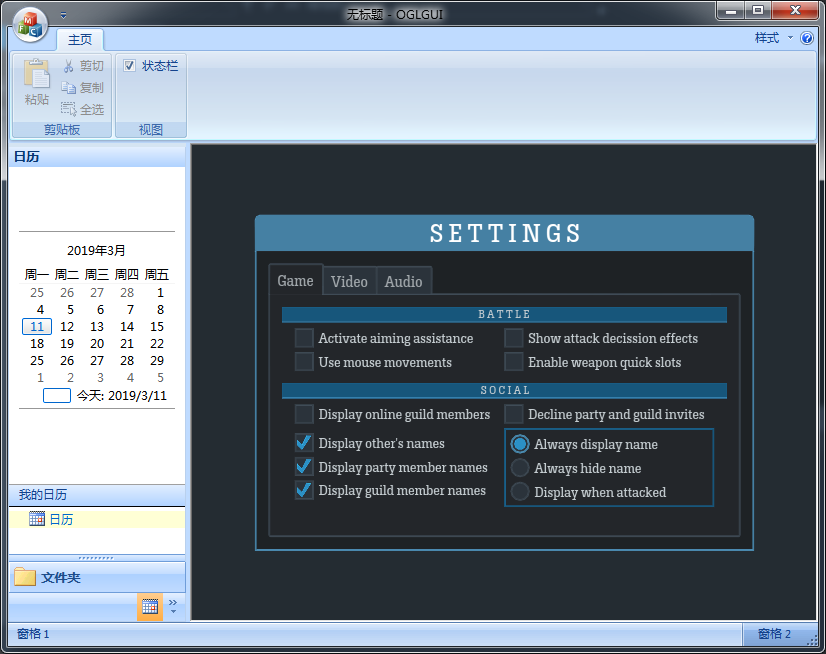 无标题 - OGLGUI
主页
样式
粘贴
剪切
复制
全选
剪贴板
状态栏
视图
日历
2019年3月
周一 周二 周三 周四 周五
25 26 27 28 1
4 5 6 7 8
11 12 13 14 15
18 19 20 21 22
25 26 27 28 29
1 2 3 4 5
今天: 2019/3/11
我的日历
日历
文件夹
SETTINGS
Game Video Audio
BATTLE
Activate aiming assistance Show attack decission effects
Use mouse movements Enable weapon quick slots
SOCIAL
Display online guild members Decline party and guild invites
Display other's names Always display name
Display party member names Always hide name
Display guild member names Display when attacked
窗格 1
窗格 2